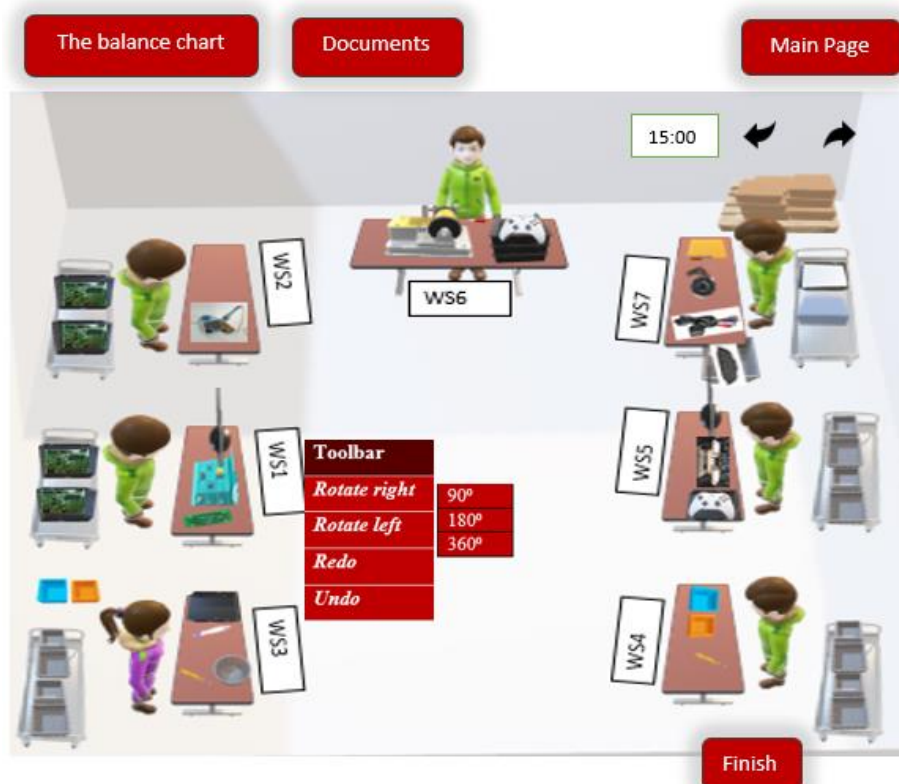 The balance chart
Documents
Main Page
15:00
WS2
WS6
WS7
WS1
Toolbar
Rotate right
90º
Rotate left
180º
360º
Redo
Undo
WS5
WS3
WS4
Finish